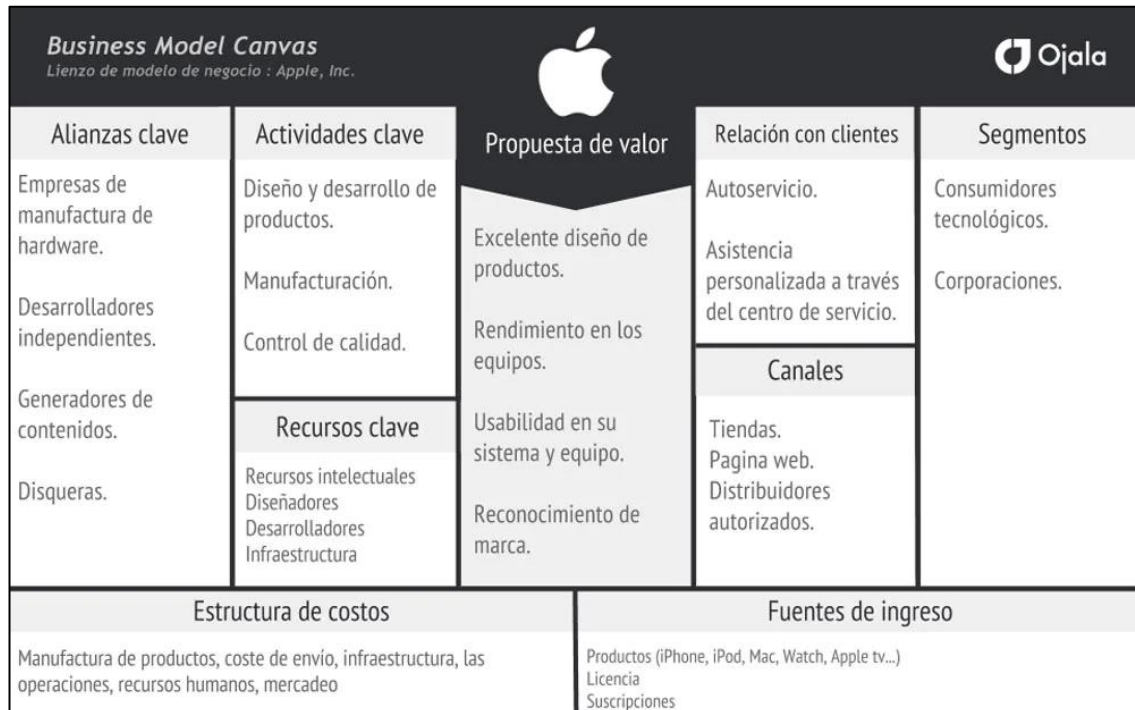 Business Model Canvas
Lienzo de modelo de negocio : Apple, Inc.
Ojala
Alianzas clave
Empresas de
manufactura de
hardware.
Desarrolladores
independientes.
Generadores de
contenidos.
Disqueras.
Actividades clave
Diseño y desarrollo de
productos.
Manufacturación.
Control de calidad.
Recursos clave
Recursos intelectuales
Diseñadores
Desarrolladores
Infraestructura
Propuesta de valor
Excelente diseño de
productos.
Rendimiento en los
equipos.
Usabilidad en su
sistema y equipo.
Reconocimiento de
marca.
Relación con clientes
Autoservicio.
Asistencia
personalizada a través
del centro de servicio.
Canales
Tiendas.
Pagina web.
Distribuidores
autorizados.
Segmentos
Consumidores
tecnológicos.
Corporaciones.
Estructura de costos
Manufactura de productos, coste de envío, infraestructura, las
operaciones, recursos humanos, mercadeo
Fuentes de ingreso
Productos (iPhone, iPod, Mac, Watch, Apple tv...)
Licencia
Suscripciones